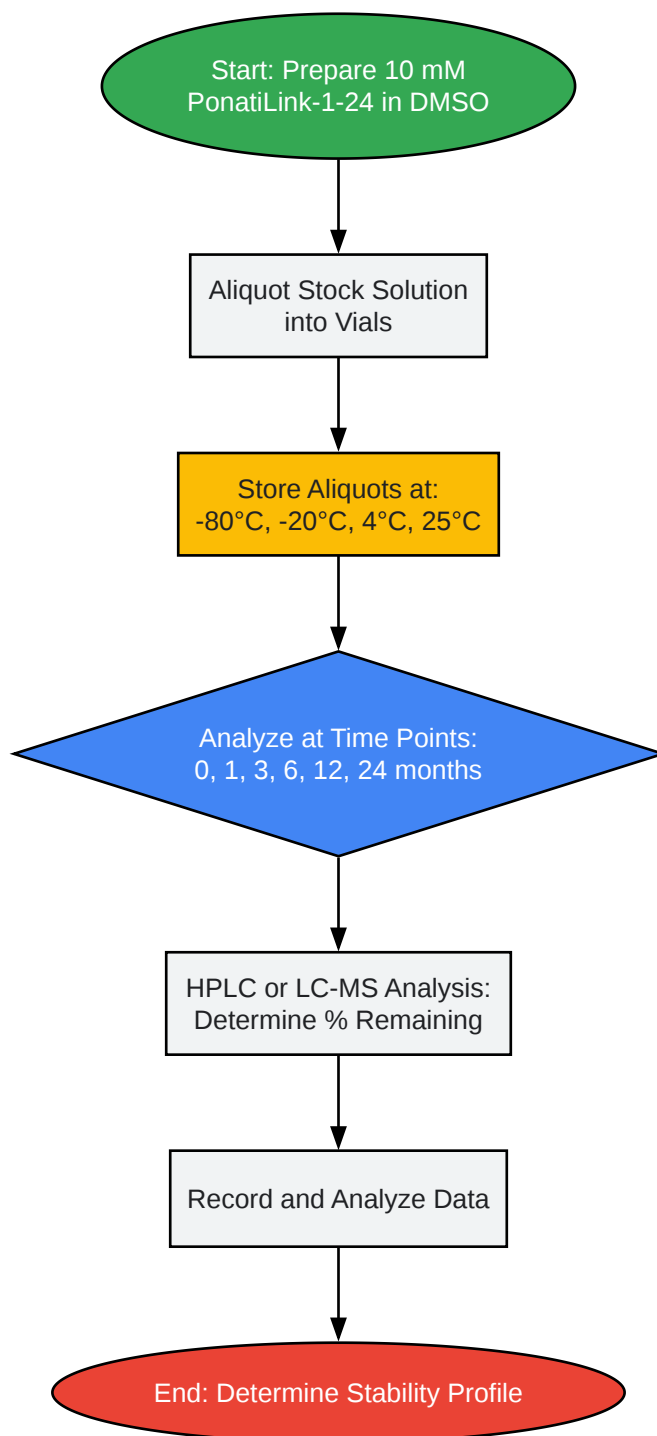 Start: Prepare 10 mM
PonatiLink-1-24 in DMSO
Aliquot Stock Solution
into Vials
Store Aliquots at:
-80°C, -20°C, 4°C, 25°C
Analyze at Time Points:
0, 1, 3, 6, 12, 24 months
HPLC or LC-MS Analysis:
Determine % Remaining
Record and Analyze Data
End: Determine Stability Profile